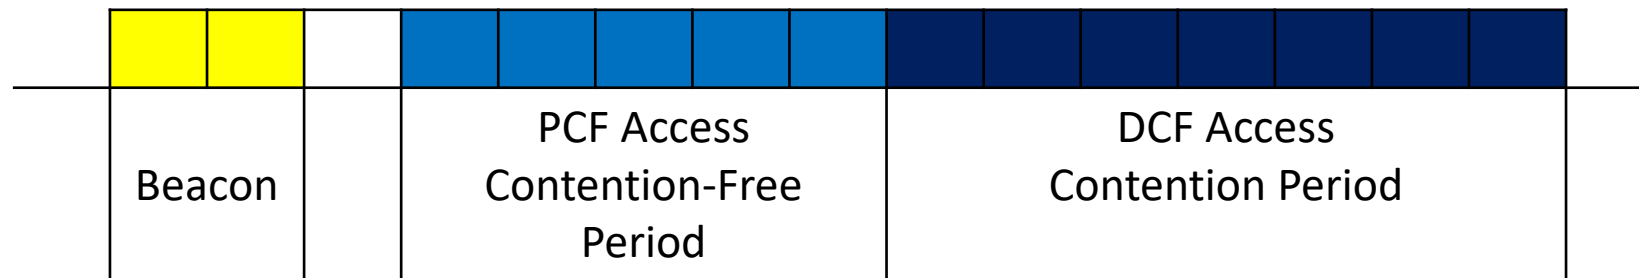 Beacon
PCF Access
Contention-Free
Period
DCF Access
Contention Period